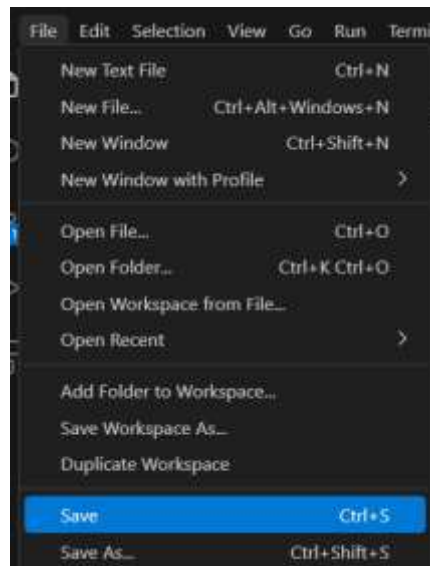 File Edit Selection View Go Run Termi
New Text File Ctrl+N
New File... Ctrl+Alt+Windows+N
New Window Ctrl+Shift+N
New Window with Profile
Open File... Ctrl+O
Open Folder... Ctrl+K Ctrl+O
Open Workspace from File...
Open Recent
Add Folder to Workspace...
Save Workspace As...
Duplicate Workspace
Save Ctrl+S
Save As... Ctrl+Shift+S